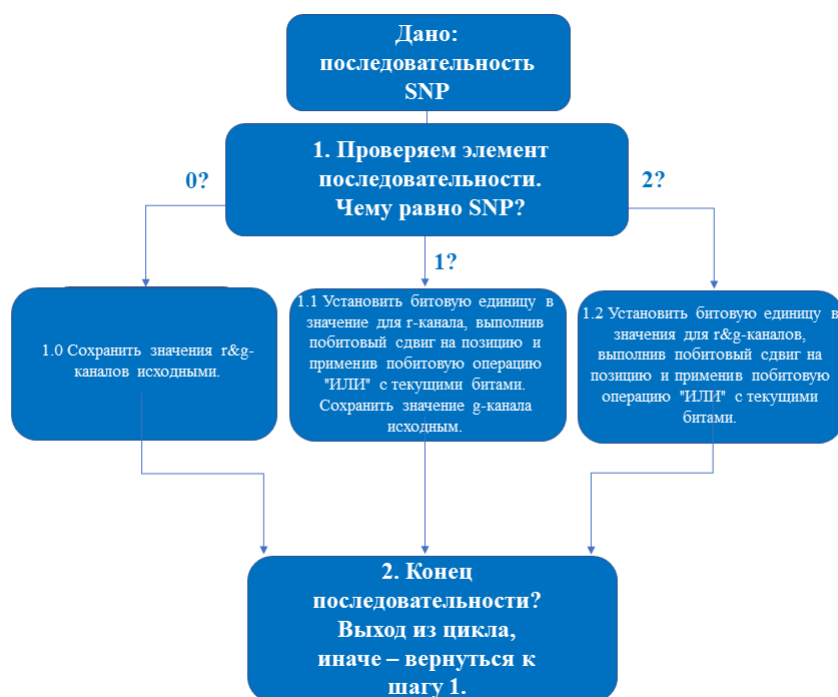 Дано:
последовательность
SNP
1. Проверяем элемент
последовательности.
Чему равно SNP?
0?
2?
1?
1.0 Сохранить значения r&g-
каналов исходными.
1.1 Установить битовую единицу в
значение для r-канала, выполнив
побитовый сдвиг на позицию и
применив побитовую операцию
"ИЛИ" с текущими битами.
Сохранить значение g-канала
исходным.
1.2 Установить битовую единицу в
значения для r&g-каналов,
выполнив побитовый сдвиг на
позицию и применив побитовую
операцию "ИЛИ" с текущими
битами.
2. Конец
последовательности?
Выход из цикла,
иначе – вернуться к
шагу 1.